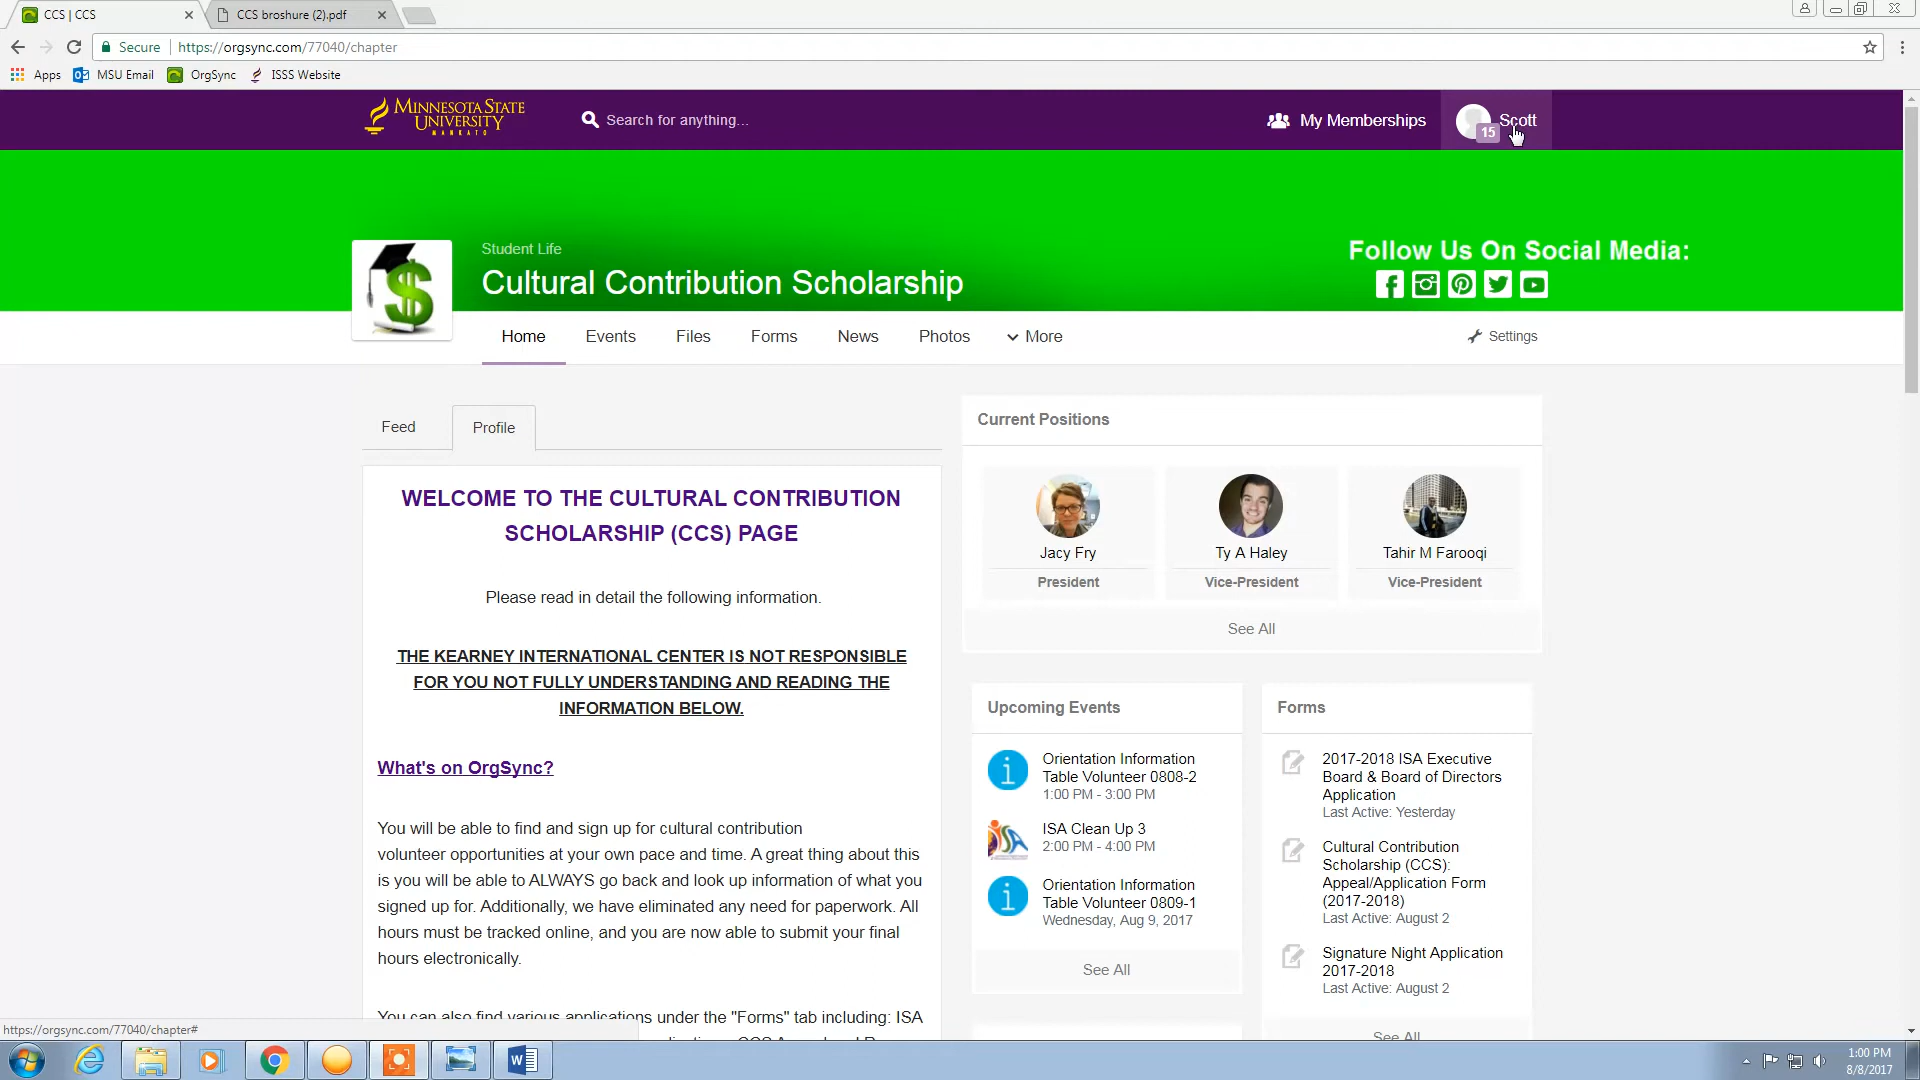 CCS | CCS
CCS broshure (2).pdf
Secure
https://orgsync.com/77040/chapter
Apps
MSU Email
OrgSync
ISSS Website
MINNESOTA STATE
UNIVERSITY
MANKATO
Search for anything...
My Memberships
15
Scott
Student Life
Cultural Contribution Scholarship
Follow Us On Social Media:
Home
Events
Files
Forms
News
Photos
More
Settings
Feed
Profile
WELCOME TO THE CULTURAL CONTRIBUTION
SCHOLARSHIP (CCS) PAGE
Please read in detail the following information.
THE KEARNEY INTERNATIONAL CENTER IS NOT RESPONSIBLE
FOR YOU NOT FULLY UNDERSTANDING AND READING THE
INFORMATION BELOW.
What's on OrgSync?
You will be able to find and sign up for cultural contribution
volunteer opportunities at your own pace and time. A great thing about this
is you will be able to ALWAYS go back and look up information of what you
signed up for. Additionally, we have eliminated any need for paperwork. All
hours must be tracked online, and you are now able to submit your final
hours electronically.
You can also find various applications under the "Forms" tab including: ISA
Current Positions
Jacy Fry
President
Ty A Haley
Vice-President
Tahir M Farooqi
Vice-President
See All
Upcoming Events
Orientation Information
Table Volunteer 0808-2
1:00 PM - 3:00 PM
ISA Clean Up 3
2:00 PM - 4:00 PM
Orientation Information
Table Volunteer 0809-1
Wednesday, Aug 9, 2017
See All
Forms
2017-2018 ISA Executive
Board & Board of Directors
Application
Last Active: Yesterday
Cultural Contribution
Scholarship (CCS):
Appeal/Application Form
(2017-2018)
Last Active: August 2
Signature Night Application
2017-2018
Last Active: August 2
See All
https://orgsync.com/77040/chapter#
1:00 PM
8/8/2017